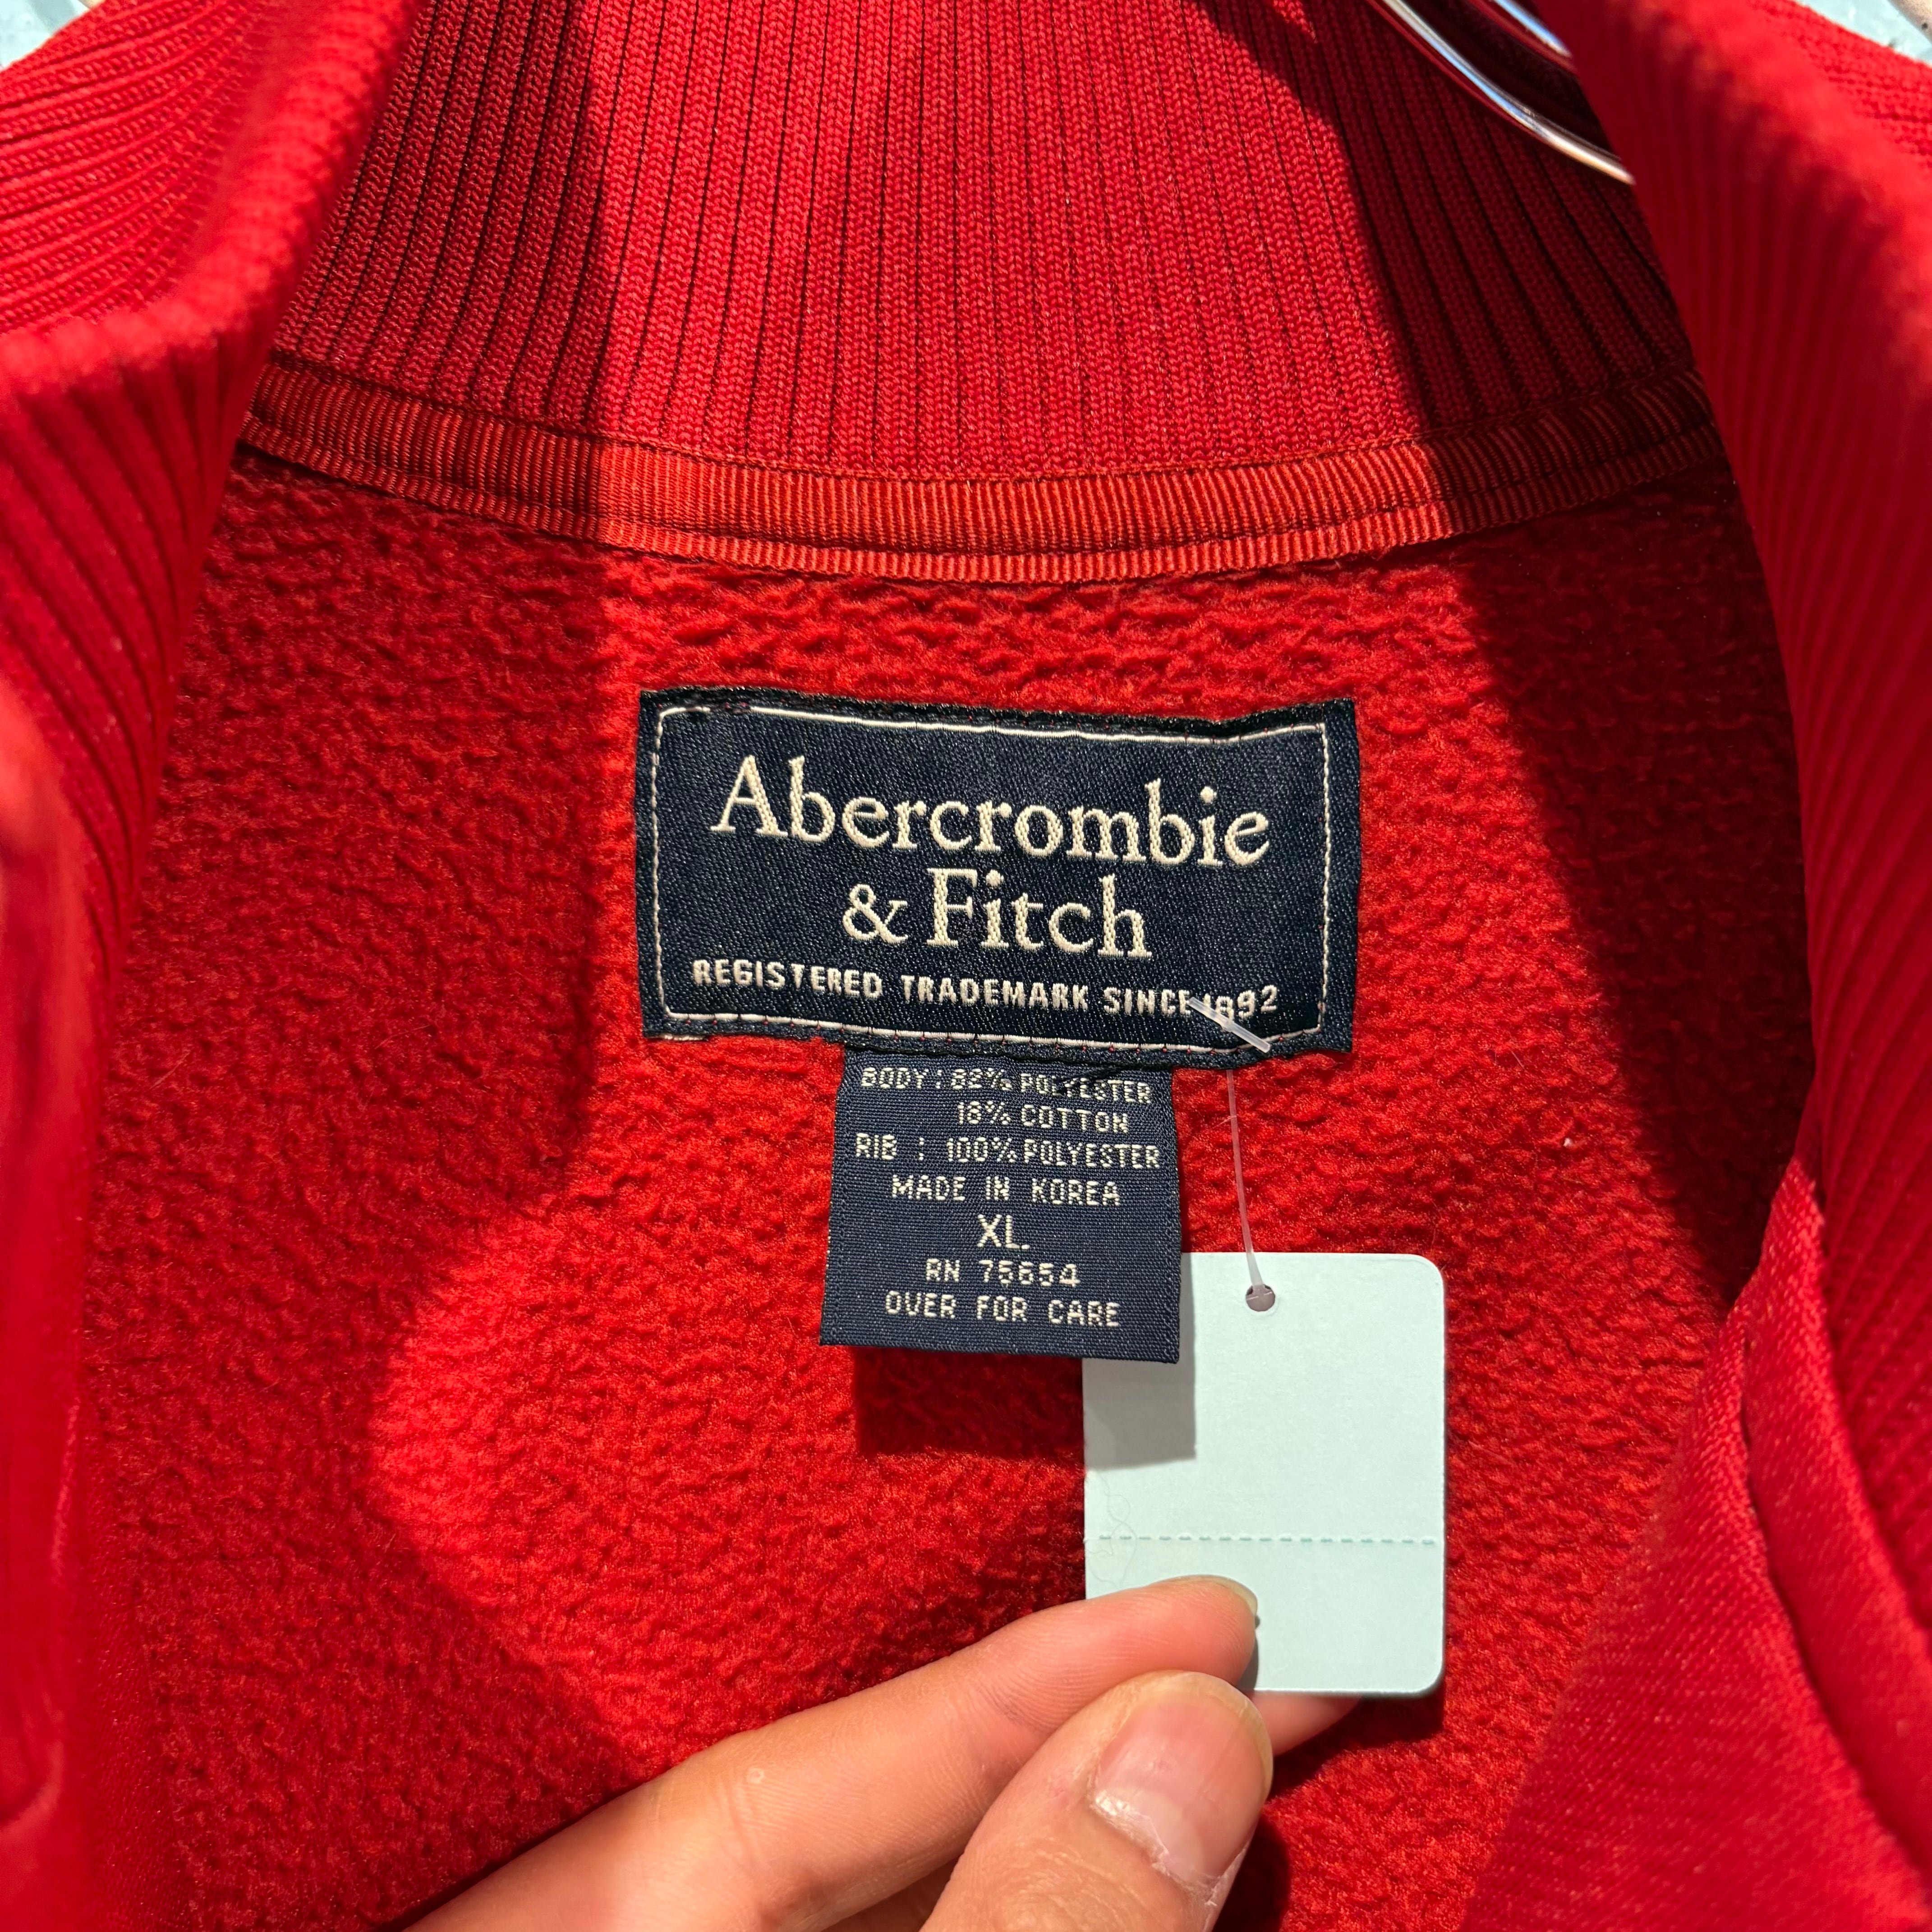 Abercrombie
& Fitch
REGISTERED TRADEMARK SINCE 1892
BODY : 82% POLYESTER
18% COTTON
RIB : 100% POLYESTER
MADE IN KOREA
XL
RN 75654
OVER FOR CARE